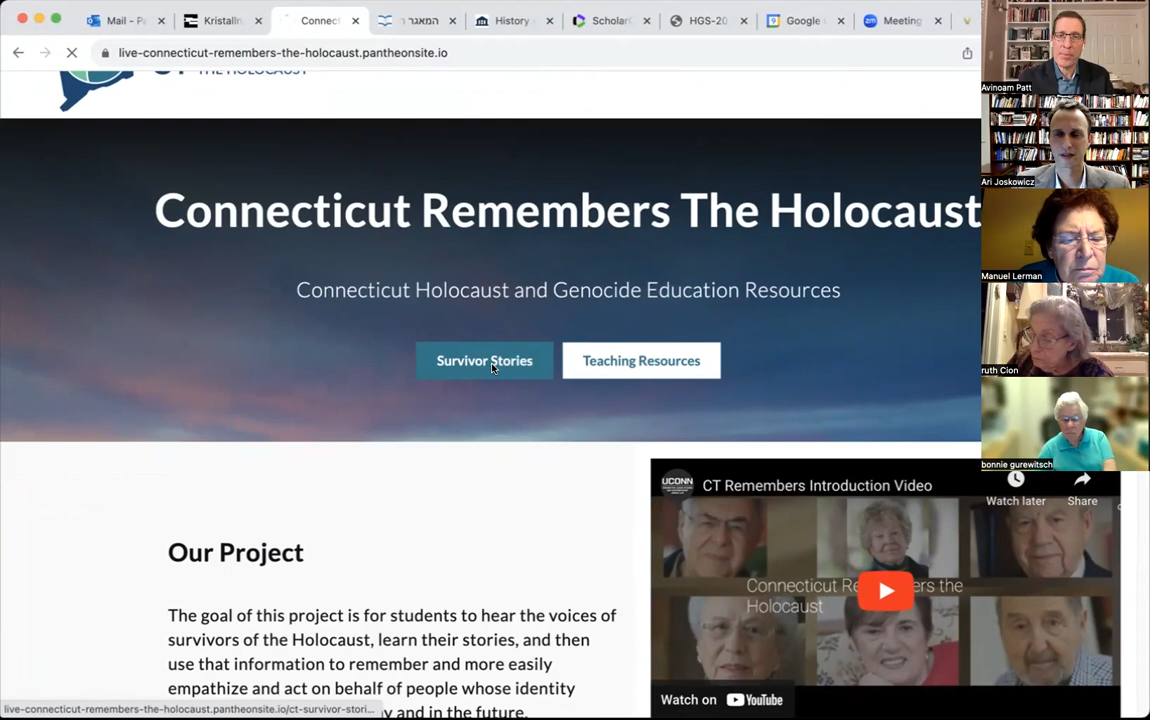 Mail - P
Kristalln
Connect
המאגר ה
History
Scholar
HGS-20
Google
Meeting
live-connecticut-remembers-the-holocaust.pantheonsite.io
CT THE HOLOCAUST
Connecticut Remembers The Holocaust
Connecticut Holocaust and Genocide Education Resources
Survivor Stories
Teaching Resources
Our Project
The goal of this project is for students to hear the voices of
survivors of the Holocaust, learn their stories, and then
use that information to remember and more easily
empathize and act on behalf of people whose identity
and in the future.
UCONN
CT Remembers Introduction Video
Watch later
Share
Connecticut Re s the
Holocaust
Watch on YouTube
live-connecticut-remembers-the-holocaust.pantheonsite.io/ct-survivor-stori...
Avinoam Patt
Ari Joskowicz
Manuel Lerman
ruth Cion
bonnie gurewitsch